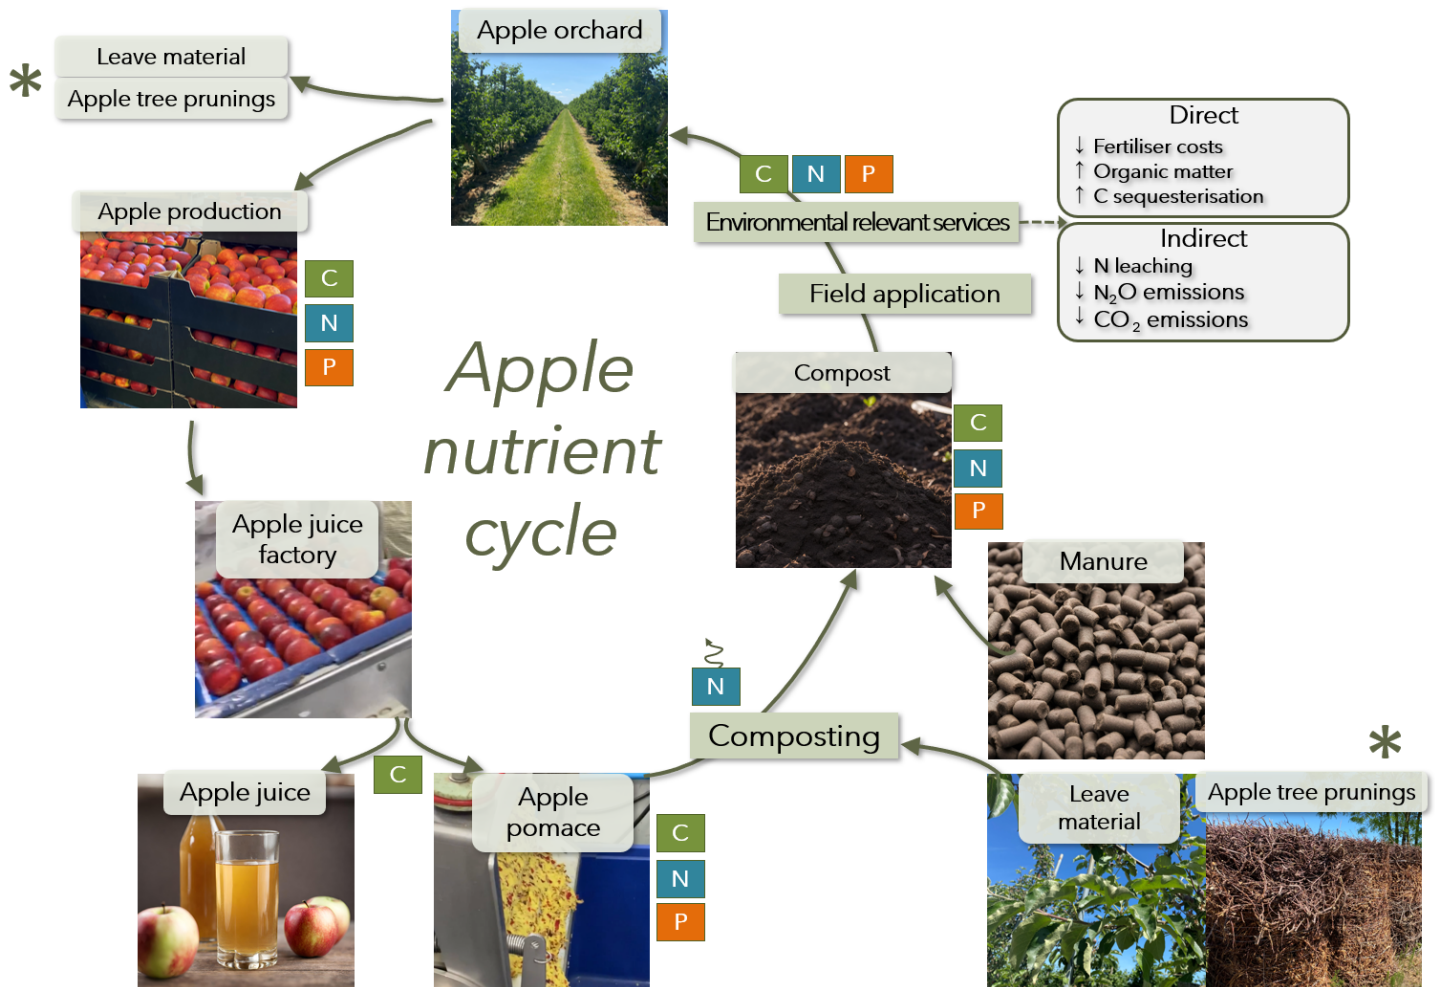 Apple orchard
*
Leave material
Apple tree prunings
Apple production
C
N
P
C N P
Environmental relevant services
Field application
Direct
↓ Fertiliser costs
↑ Organic matter
↑ C sequesterisation
Indirect
↓ N leaching
↓ N₂O emissions
↓ CO₂ emissions
Apple
nutrient
cycle
Compost
C
N
P
Apple juice
factory
Manure
N
Composting
*
C
Apple juice
Apple
pomace
C
N
P
Leave
material
Apple tree prunings